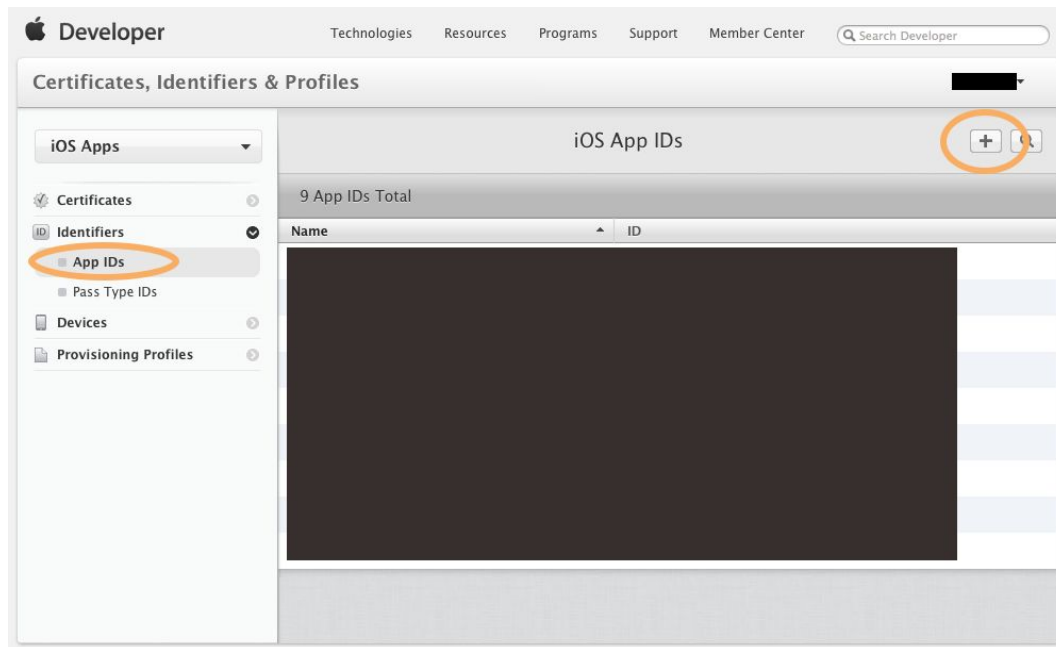 Developer
Technologies Resources Programs Support Member Center Search Developer
Certificates, Identifiers & Profiles
iOS Apps
iOS App IDs
9 App IDs Total
Certificates
Name ID
ID Identifiers
App IDs
Pass Type IDs
Devices
Provisioning Profiles